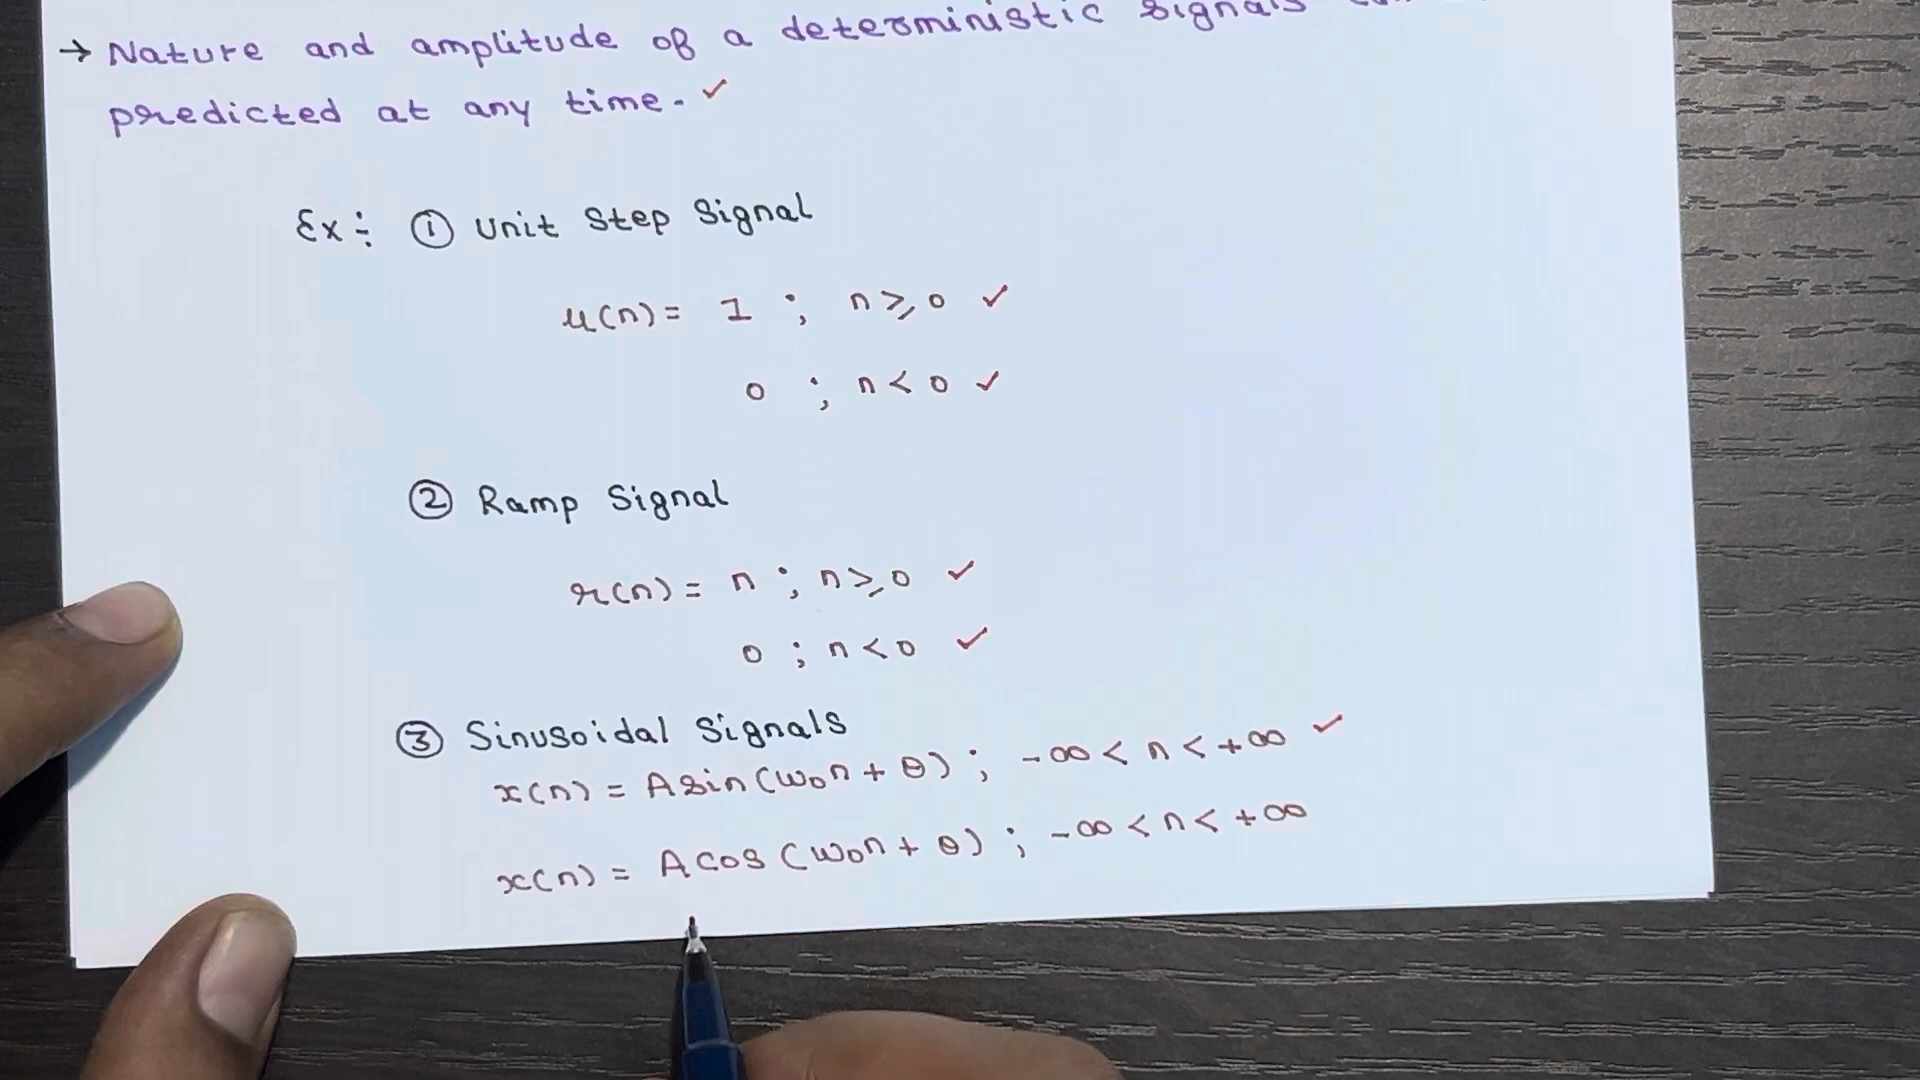 → Nature and amplitude of a deterministic signals
predicted at any time. ✓
Ex: ① Unit Step Signal
u(n) = 1 ; n ≥ 0 ✓
0 ; n < 0 ✓
② Ramp Signal
r(n) = n ; n ≥ 0 ✓
0 ; n < 0 ✓
③ Sinusoidal Signals
x(n) = A sin (ω₀n + θ) ; -∞ < n < +∞ ✓
x(n) = A cos (ω₀n + θ) ; -∞ < n < +∞